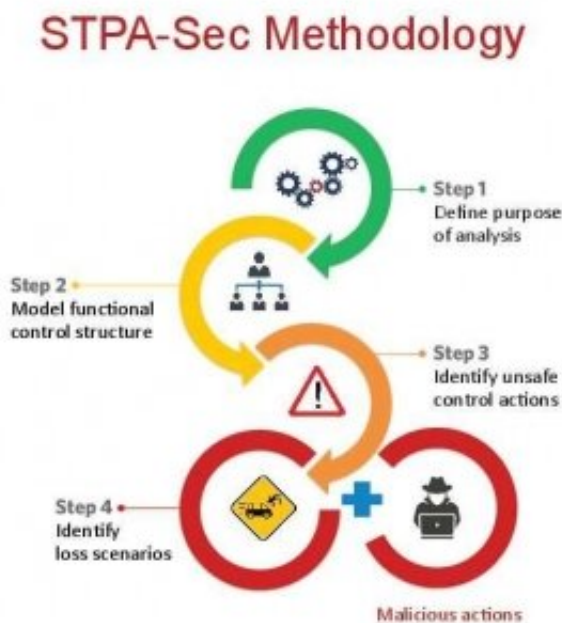 STPA-Sec Methodology
Step 1
Define purpose
of analysis
Step 2
Model functional
control structure
Step 3
Identify unsafe
control actions
Step 4
Identify
loss scenarios
Malicious actions